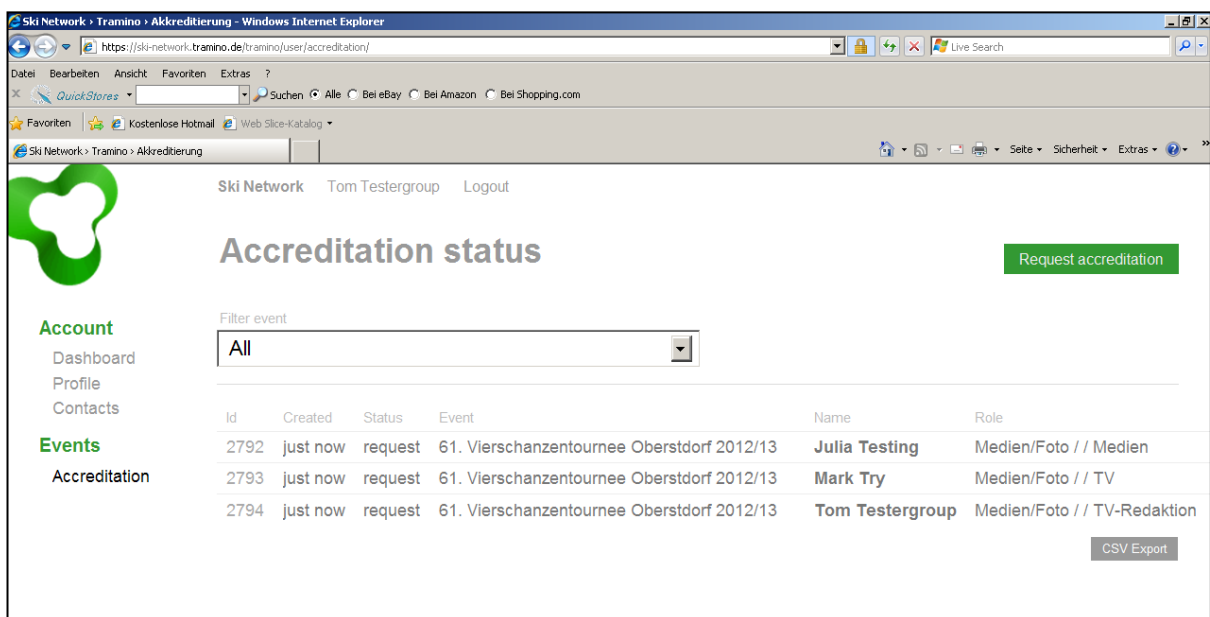 Ski Network > Tramino > Akkreditierung - Windows Internet Explorer
https://ski-network.tramino.de/tramino/user/accreditation/
Live Search
Datei Bearbeiten Ansicht Favoriten Extras ?
X QuickStores Suchen Alle Bei eBay Bei Amazon Bei Shopping.com
Favoriten Kostenlose Hotmail Web Slice-Katalog
Ski Network > Tramino > Akkreditierung Seite Sicherheit Extras »
Ski Network Tom Testergroup Logout
Accreditation status
Request accreditation
Account
Dashboard
Profile
Contacts
Events
Accreditation
Filter event
All
Id Created Status Event Name Role
2792 just now request 61. Vierschanzentournee Oberstdorf 2012/13 Julia Testing Medien/Foto / / Medien
2793 just now request 61. Vierschanzentournee Oberstdorf 2012/13 Mark Try Medien/Foto / / TV
2794 just now request 61. Vierschanzentournee Oberstdorf 2012/13 Tom Testergroup Medien/Foto / / TV-Redaktion
CSV Export